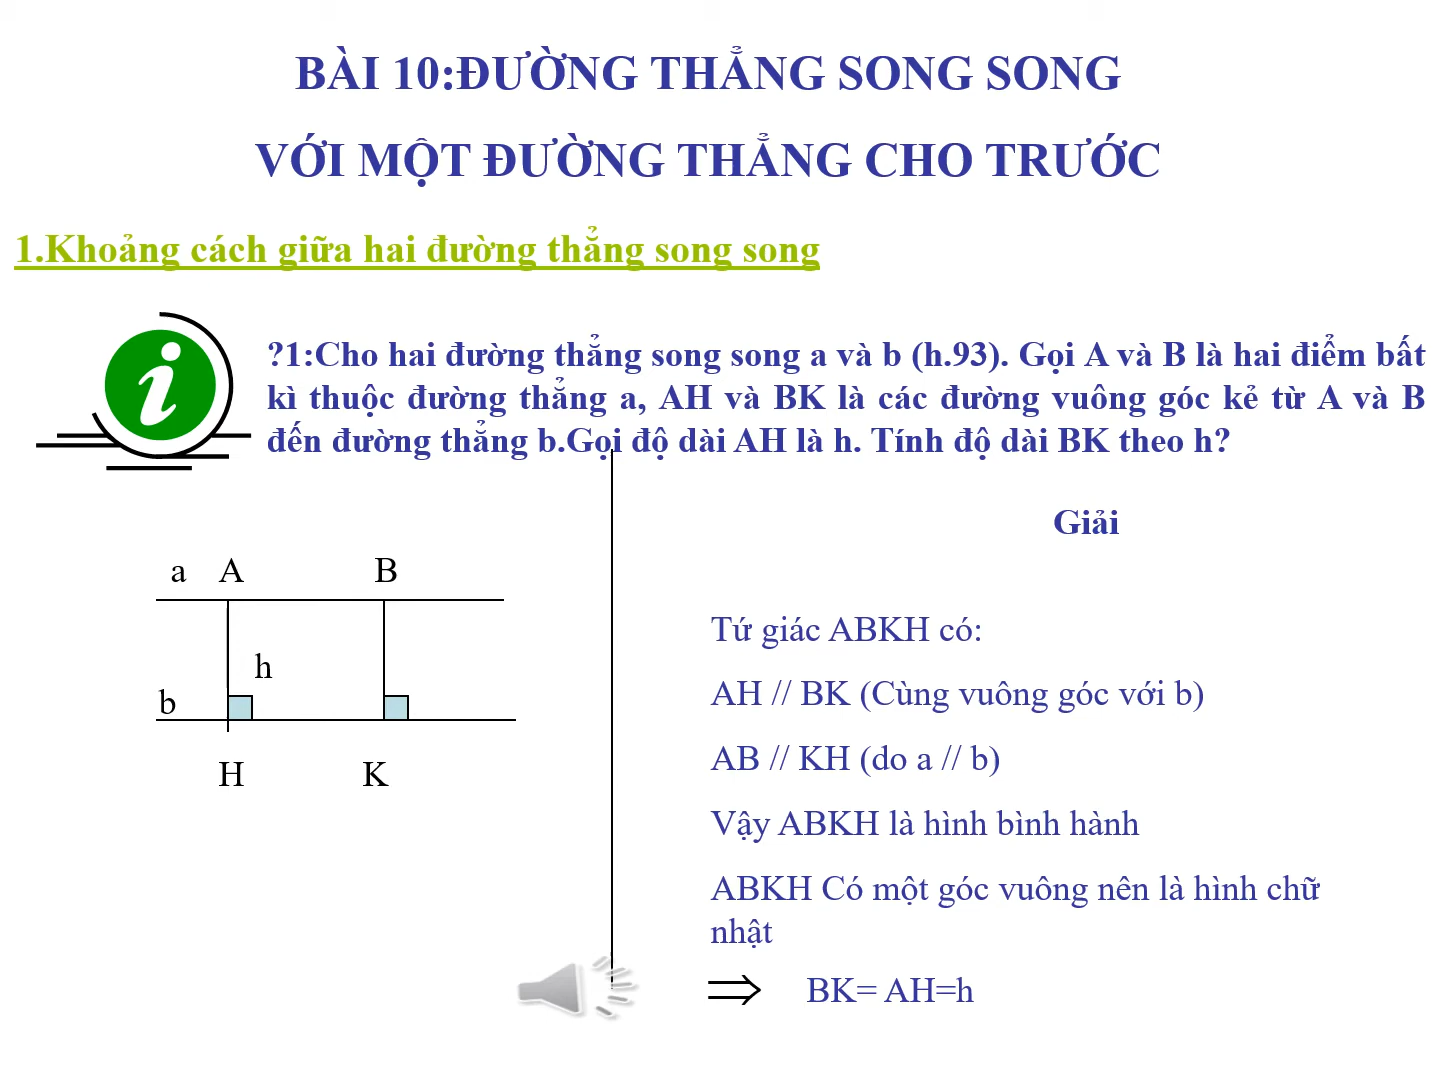 BÀI 10:ĐƯỜNG THẲNG SONG SONG
VỚI MỘT ĐƯỜNG THẲNG CHO TRƯỚC
1.Khoảng cách giữa hai đường thẳng song song
i
?1:Cho hai đường thẳng song song a và b (h.93). Gọi A và B là hai điểm bất
kì thuộc đường thẳng a, AH và BK là các đường vuông góc kẻ từ A và B
đến đường thẳng b.Gọi độ dài AH là h. Tính độ dài BK theo h?
a A B
h
b
H K
Giải
Tứ giác ABKH có:
AH // BK (Cùng vuông góc với b)
AB // KH (do a // b)
Vậy ABKH là hình bình hành
ABKH Có một góc vuông nên là hình chữ
nhật
⇒ BK= AH=h